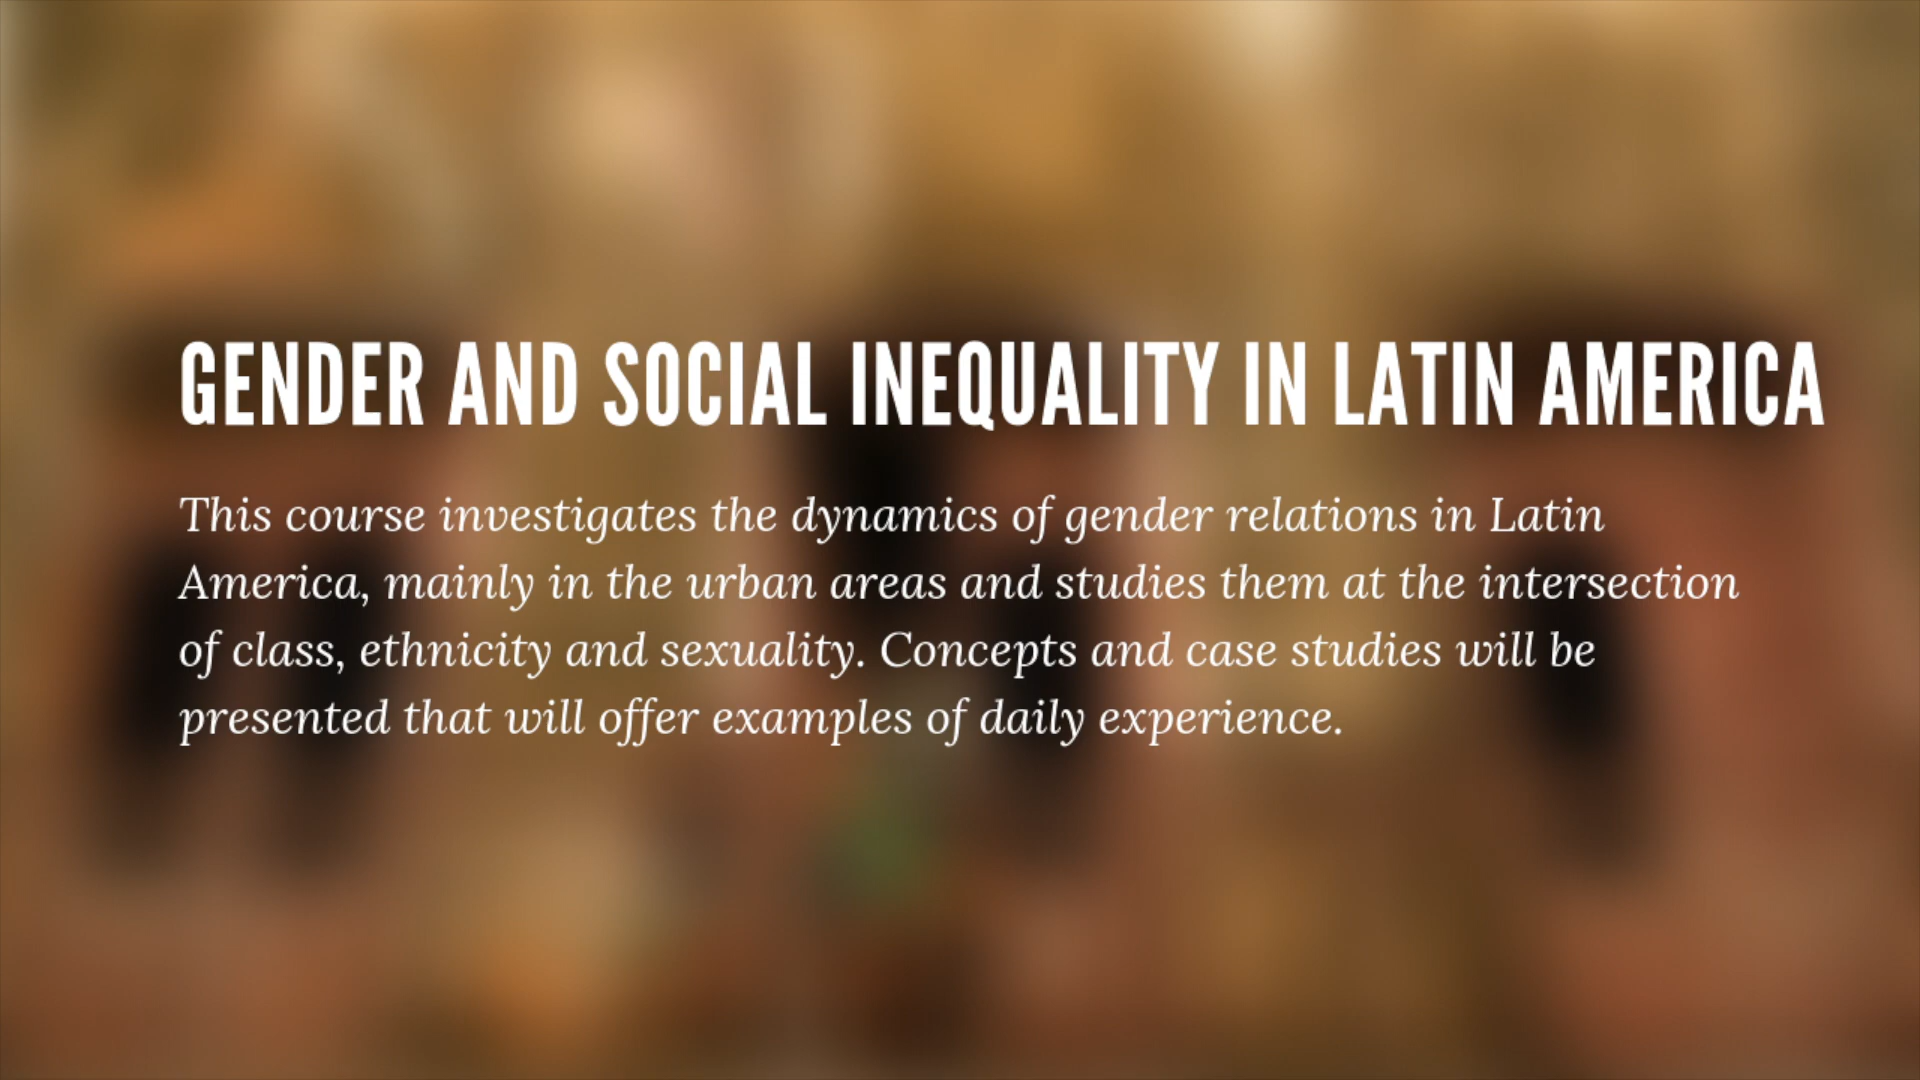 GENDER AND SOCIAL INEQUALITY IN LATIN AMERICA
This course investigates the dynamics of gender relations in Latin
America, mainly in the urban areas and studies them at the intersection
of class, ethnicity and sexuality. Concepts and case studies will be
presented that will offer examples of daily experience.